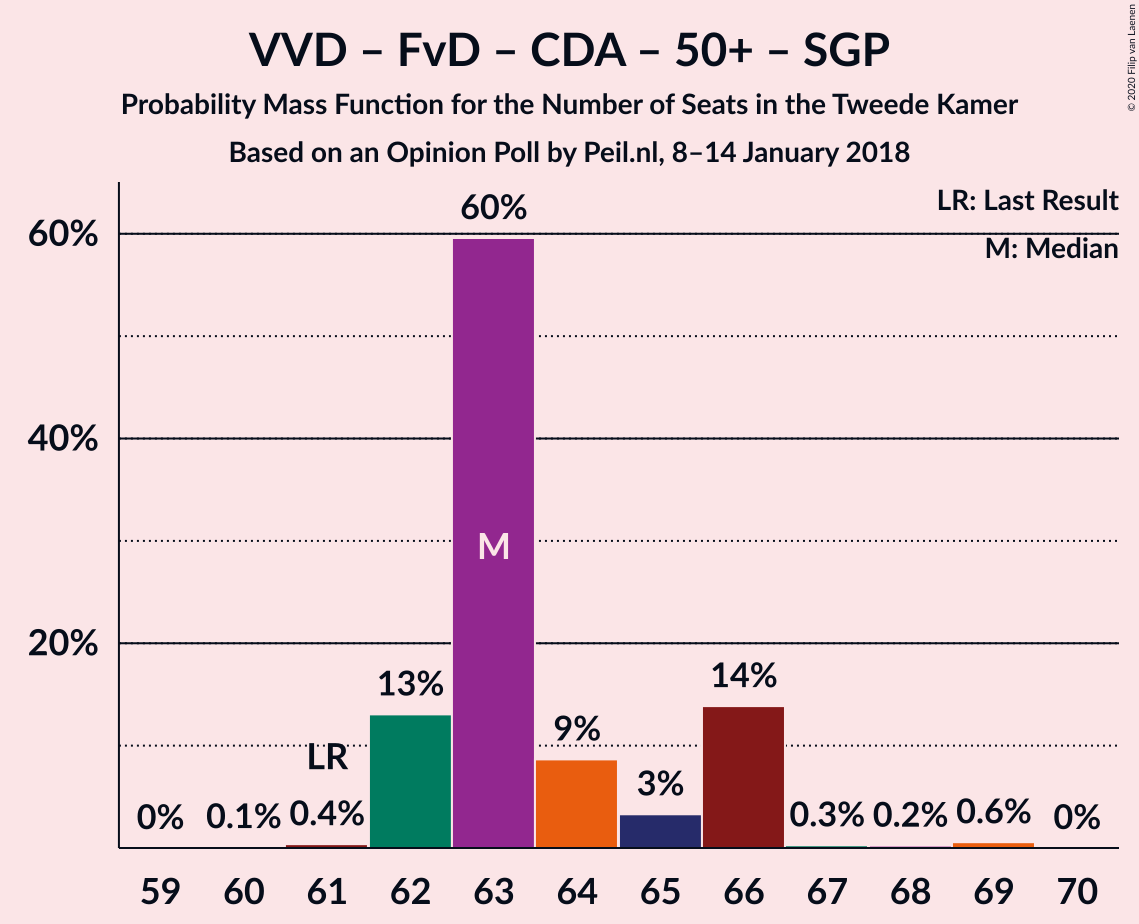 VVD – FvD – CDA – 50+ – SGP
Probability Mass Function for the Number of Seats in the Tweede Kamer
Based on an Opinion Poll by Peil.nl, 8–14 January 2018
© 2020 Filip van Laenen
LR: Last Result
M: Median
60%
40%
20%
0%
0.1%
LR
0.4%
13%
60%
M
9%
3%
14%
0.3%
0.2%
0.6%
0%
59 60 61 62 63 64 65 66 67 68 69 70